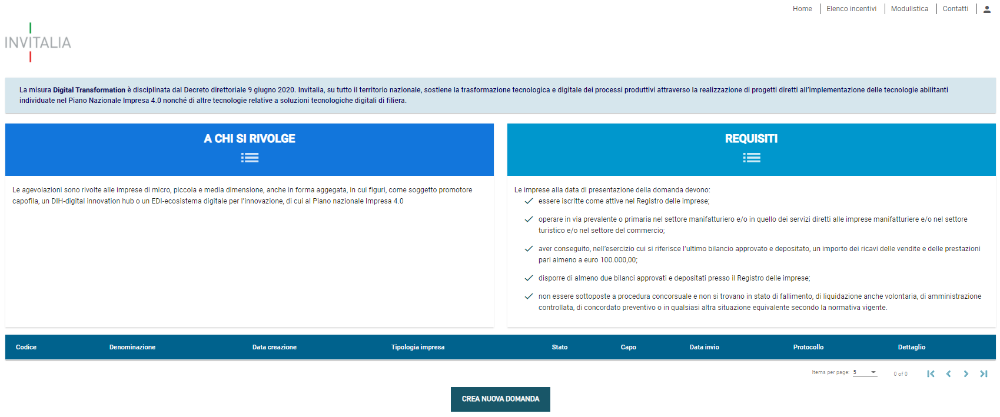 Home Elenco incentivi Modulistica Contatti
INVITALIA
La misura Digital Transformation è disciplinata dal Decreto direttoriale 9 giugno 2020. Invitalia, su tutto il territorio nazionale, sostiene la trasformazione tecnologica e digitale dei processi produttivi attraverso la realizzazione di progetti diretti all'implementazione delle tecnologie abilitanti
individuate nel Piano Nazionale Impresa 4.0 nonché di altre tecnologie relative a soluzioni tecnologiche digitali di filiera.
A CHI SI RIVOLGE
Le agevolazioni sono rivolte alle imprese di micro, piccola e media dimensione, anche in forma aggegata, in cui figuri, come soggetto promotore
capofila, un DIH-digital innovation hub o un EDI-ecosistema digitale per l'innovazione, di cui al Piano nazionale Impresa 4.0
REQUISITI
Le imprese alla data di presentazione della domanda devono:
essere iscritte come attive nel Registro delle imprese;
operare in via prevalente o primaria nel settore manifatturiero e/o in quello dei servizi diretti alle imprese manifatturiere e/o nel settore
turistico e/o nel settore del commercio;
aver conseguito, nell'esercizio cui si riferisce l'ultimo bilancio approvato e depositato, un importo dei ricavi delle vendite e delle prestazioni
pari almeno a euro 100.000,00;
disporre di almeno due bilanci approvati e depositati presso il Registro delle imprese;
non essere sottoposte a procedura concorsuale e non si trovano in stato di fallimento, di liquidazione anche volontaria, di amministrazione
controllata, di concordato preventivo o in qualsiasi altra situazione equivalente secondo la normativa vigente.
Codice Denominazione Data creazione Tipologia impresa Stato Capo Data invio Protocollo Dettaglio
Items per page: 5 0 of 0
CREA NUOVA DOMANDA